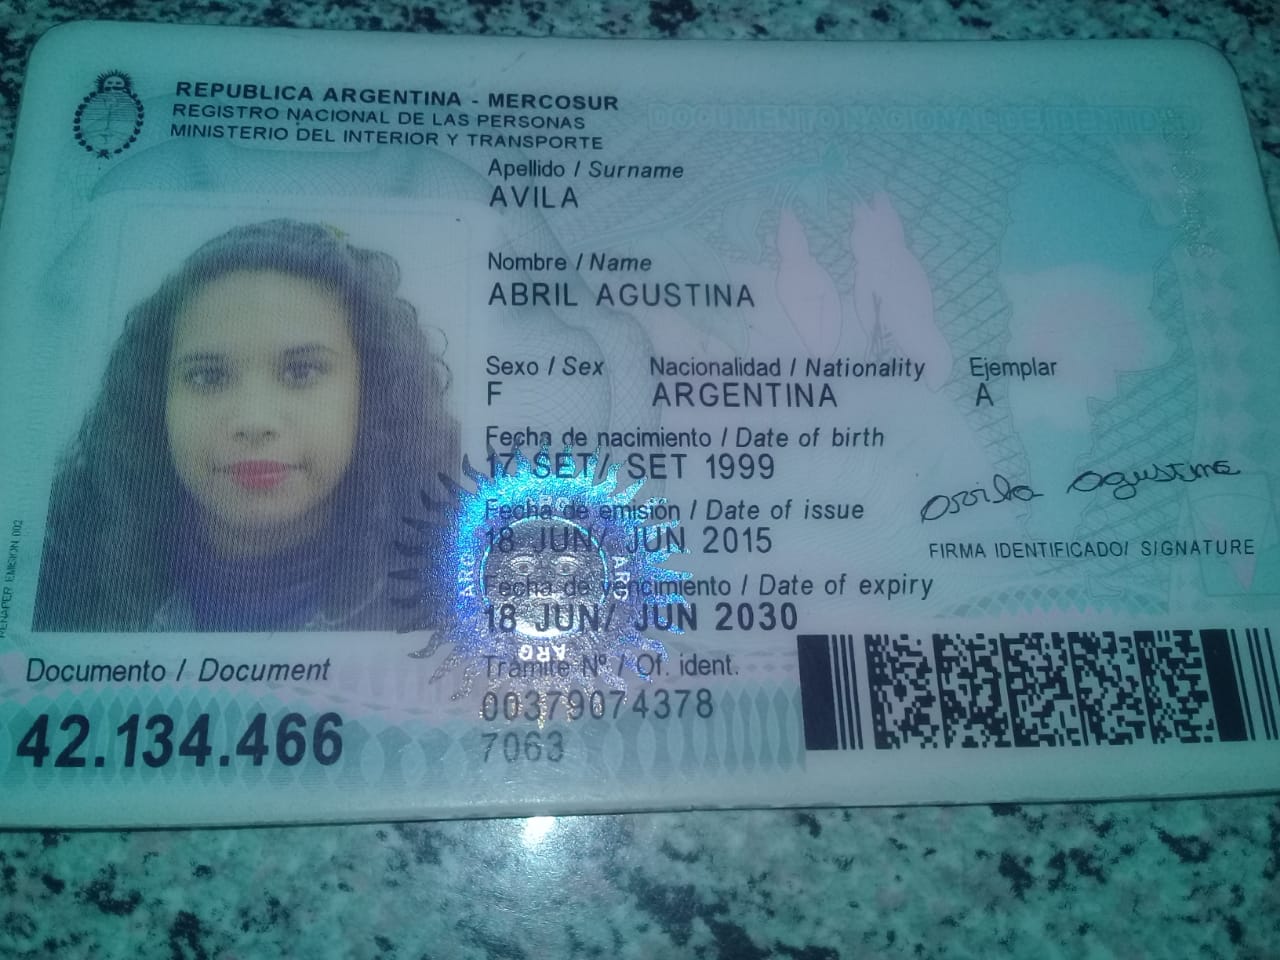 REPUBLICA ARGENTINA - MERCOSUR
REGISTRO NACIONAL DE LAS PERSONAS
MINISTERIO DEL INTERIOR Y TRANSPORTE
DOCUMENTO NACIONAL DE IDENTIDAD
Apellido / Surname
AVILA
Nombre / Name
ABRIL AGUSTINA
Sexo / Sex Nacionalidad / Nationality Ejemplar
F ARGENTINA A
Fecha de nacimiento / Date of birth
17 SET/ SET 1999
Fecha de emisión / Date of issue
18 JUN/ JUN 2015
Fecha de vencimiento / Date of expiry
18 JUN/ JUN 2030
Avila Agustina
FIRMA IDENTIFICADO/ SIGNATURE
ARG
ARG
ARG
Documento / Document
42.134.466
Trámite Nº / Of. ident.
00379074378
7063